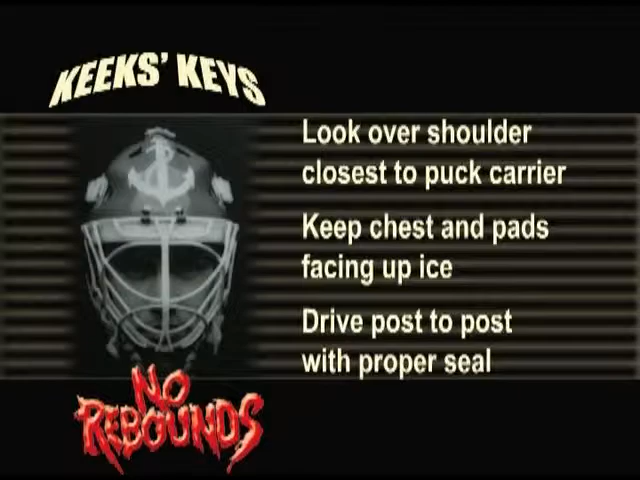 KEEKS' KEYS
Look over shoulder
closest to puck carrier
Keep chest and pads
facing up ice
Drive post to post
with proper seal
NO
REBOUNDS